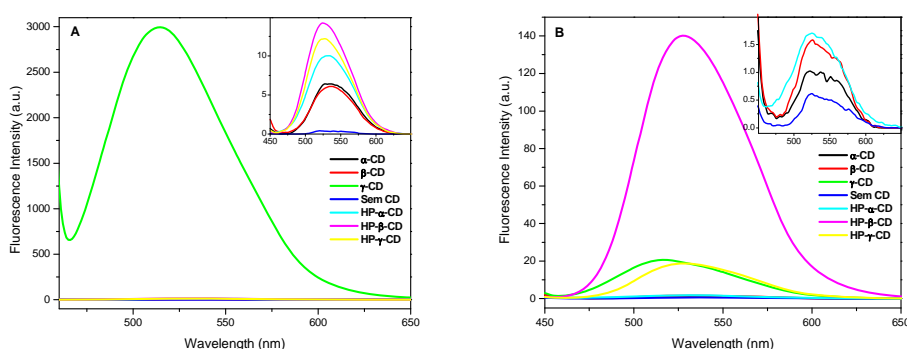 A
3000
2500
2000
1500
1000
500
0
Fluorescence Intensity (a.u.)
500
550
600
650
Wavelength (nm)
10
5
0
450
500
550
600
α-CD
β-CD
γ-CD
Sem CD
HP-α-CD
HP-β-CD
HP-γ-CD
B
140
120
100
80
60
40
20
0
Fluorescence Intensity (a.u.)
450
500
550
600
650
Wavelength (nm)
1.5
1.0
0.5
0.0
500
550
600
α-CD
β-CD
γ-CD
Sem CD
HP-α-CD
HP-β-CD
HP-γ-CD